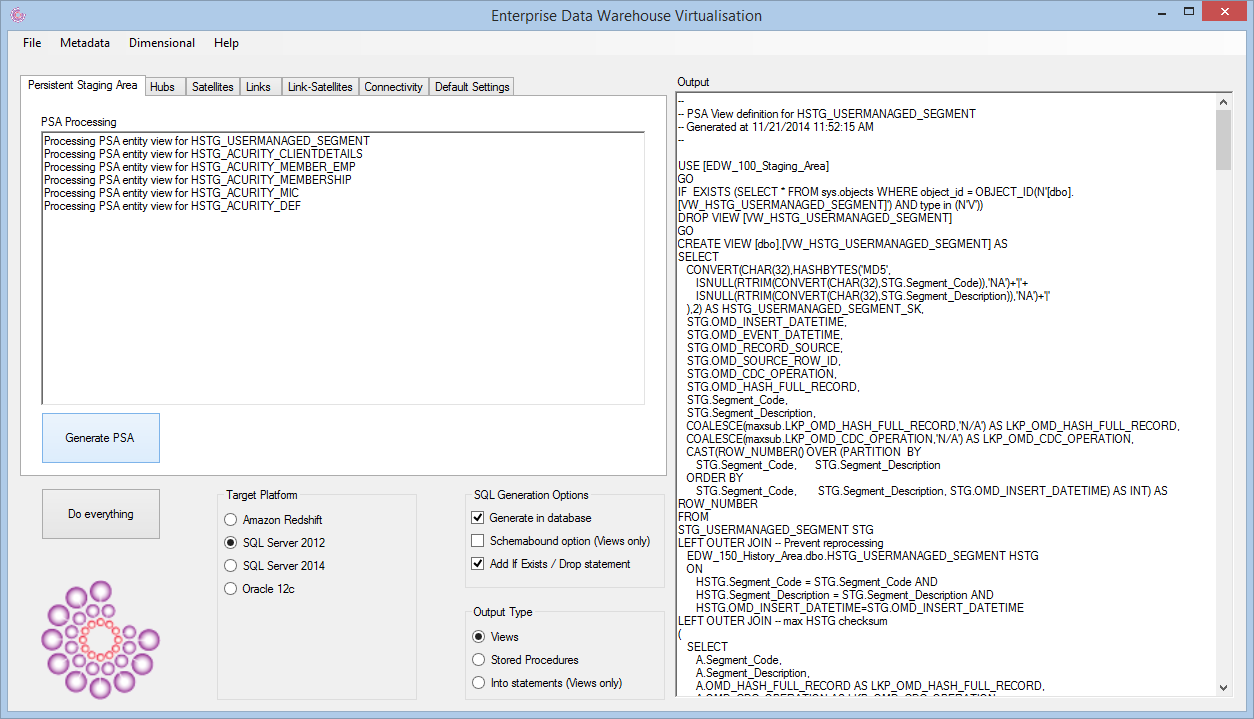 Enterprise Data Warehouse Virtualisation
File Metadata Dimensional Help
Persistent Staging Area Hubs Satellites Links Link-Satellites Connectivity Default Settings
PSA Processing
Processing PSA entity view for HSTG_USERMANAGED_SEGMENT
Processing PSA entity view for HSTG_ACURITY_CLIENTDETAILS
Processing PSA entity view for HSTG_ACURITY_MEMBER_EMP
Processing PSA entity view for HSTG_ACURITY_MEMBERSHIP
Processing PSA entity view for HSTG_ACURITY_MIC
Processing PSA entity view for HSTG_ACURITY_DEF
Generate PSA
Do everything
Target Platform
Amazon Redshift
SQL Server 2012
SQL Server 2014
Oracle 12c
SQL Generation Options
Generate in database
Schemabound option (Views only)
Add If Exists / Drop statement
Output Type
Views
Stored Procedures
Into statements (Views only)
Output
--
-- PSA View definition for HSTG_USERMANAGED_SEGMENT
-- Generated at 11/21/2014 11:52:15 AM
--
USE [EDW_100_Staging_Area]
GO
IF EXISTS (SELECT * FROM sys.objects WHERE object_id = OBJECT_ID(N'[dbo].
[VW_HSTG_USERMANAGED_SEGMENT]') AND type in (N'V'))
DROP VIEW [VW_HSTG_USERMANAGED_SEGMENT]
GO
CREATE VIEW [dbo].[VW_HSTG_USERMANAGED_SEGMENT] AS
SELECT
CONVERT(CHAR(32),HASHBYTES('MD5',
ISNULL(RTRIM(CONVERT(CHAR(32),STG.Segment_Code)),'NA')+'|'+
ISNULL(RTRIM(CONVERT(CHAR(32),STG.Segment_Description)),'NA')+'|'
),2) AS HSTG_USERMANAGED_SEGMENT_SK,
STG.OMD_INSERT_DATETIME,
STG.OMD_EVENT_DATETIME,
STG.OMD_RECORD_SOURCE,
STG.OMD_SOURCE_ROW_ID,
STG.OMD_CDC_OPERATION,
STG.OMD_HASH_FULL_RECORD,
STG.Segment_Code,
STG.Segment_Description,
COALESCE(maxsub.LKP_OMD_HASH_FULL_RECORD,'N/A') AS LKP_OMD_HASH_FULL_RECORD,
COALESCE(maxsub.LKP_OMD_CDC_OPERATION,'N/A') AS LKP_OMD_CDC_OPERATION,
CAST(ROW_NUMBER() OVER (PARTITION BY
STG.Segment_Code, STG.Segment_Description
ORDER BY
STG.Segment_Code, STG.Segment_Description, STG.OMD_INSERT_DATETIME) AS INT) AS
ROW_NUMBER
FROM
STG_USERMANAGED_SEGMENT STG
LEFT OUTER JOIN -- Prevent reprocessing
EDW_150_History_Area.dbo.HSTG_USERMANAGED_SEGMENT HSTG
ON
HSTG.Segment_Code = STG.Segment_Code AND
HSTG.Segment_Description = STG.Segment_Description AND
HSTG.OMD_INSERT_DATETIME=STG.OMD_INSERT_DATETIME
LEFT OUTER JOIN -- max HSTG checksum
(
SELECT
A.Segment_Code,
A.Segment_Description,
A.OMD_HASH_FULL_RECORD AS LKP_OMD_HASH_FULL_RECORD,
A.OMD_CDC_OPERATION AS LKP_OMD_CDC_OPERATION,